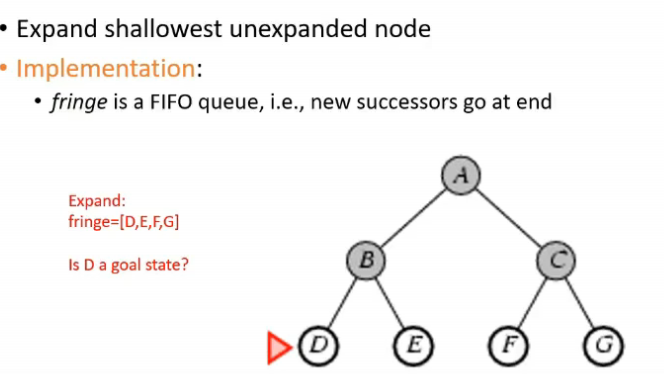 • Expand shallowest unexpanded node
• Implementation:
• fringe is a FIFO queue, i.e., new successors go at end
Expand:
fringe=[D,E,F,G]
Is D a goal state?
A
B
C
D
E
F
G